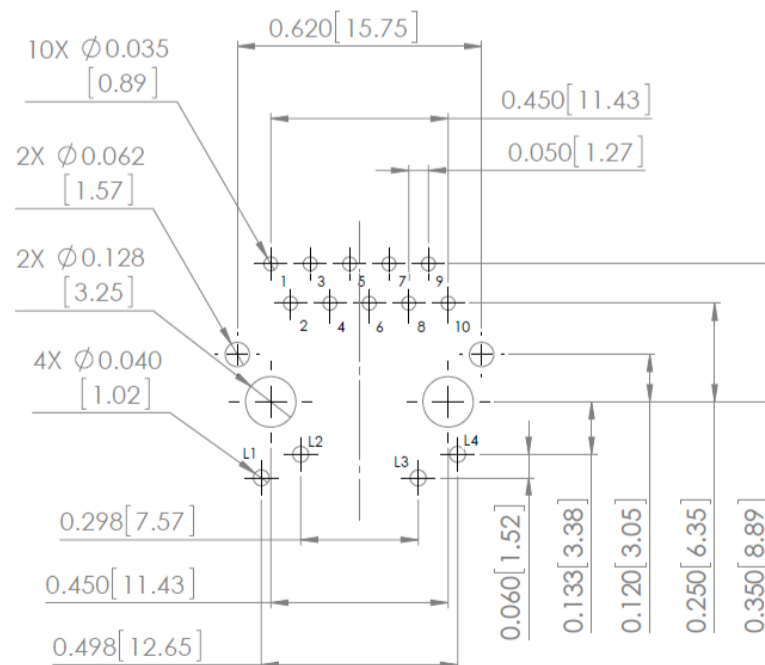 0.620[15.75]
10X ∅0.035
[0.89]
0.450[11.43]
2X ∅0.062
[1.57]
0.050[1.27]
2X ∅0.128
[3.25]
1 3 5 7 9
2 4 6 8 10
4X ∅0.040
[1.02]
L1 L2 L3 L4
0.298[7.57]
0.450[11.43]
0.498[12.65]
0.060[1.52]
0.133[3.38]
0.120[3.05]
0.250[6.35]
0.350[8.89]